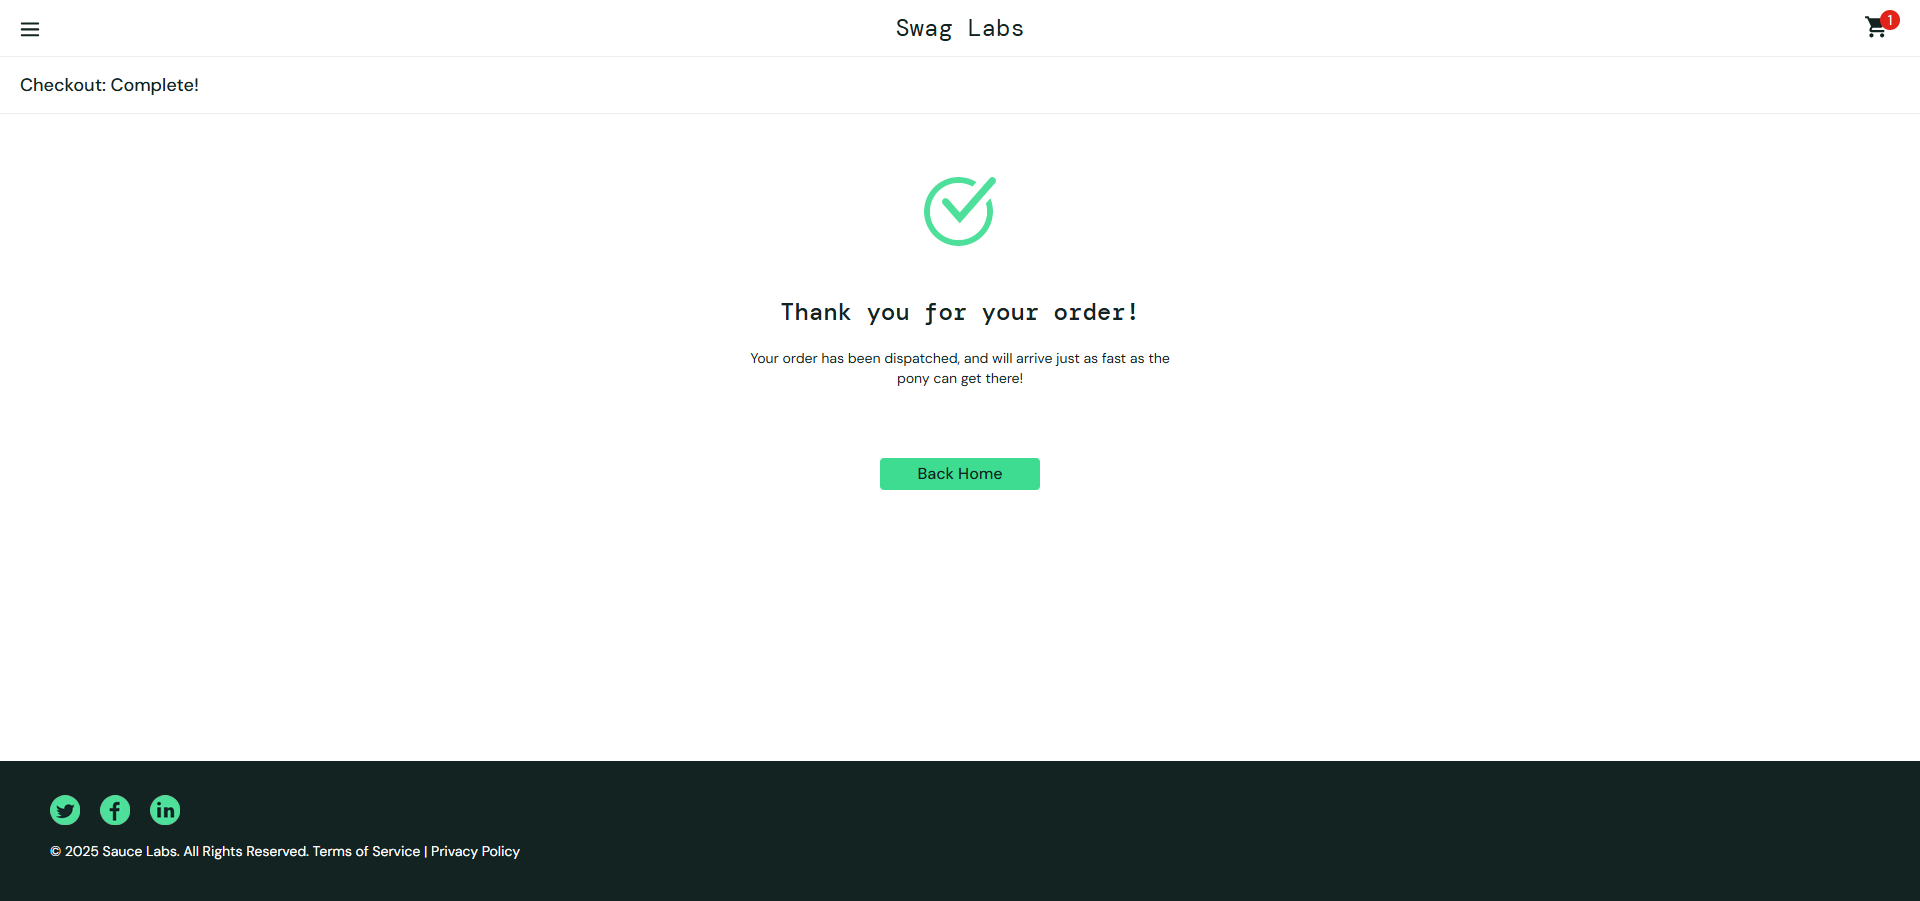 Swag Labs
1
Checkout: Complete!
Thank you for your order!
Your order has been dispatched, and will arrive just as fast as the
pony can get there!
Back Home
© 2025 Sauce Labs. All Rights Reserved. Terms of Service | Privacy Policy